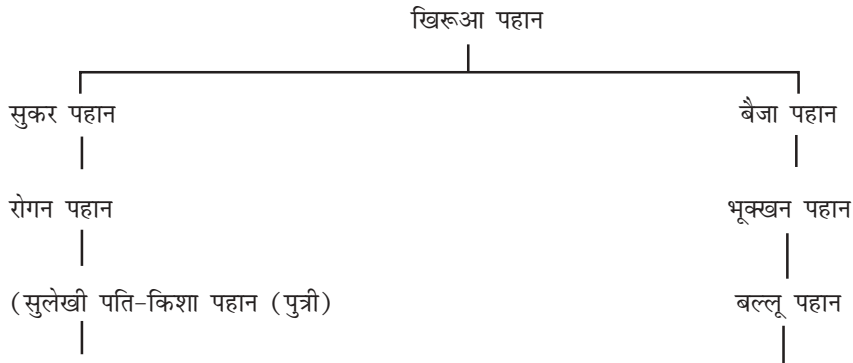 खिरूआ पहान
सुकर पहान बैजा पहान
रोगन पहान भूक्खन पहान
(सुलेखी पति-किशा पहान (पुत्री) बल्लू पहान